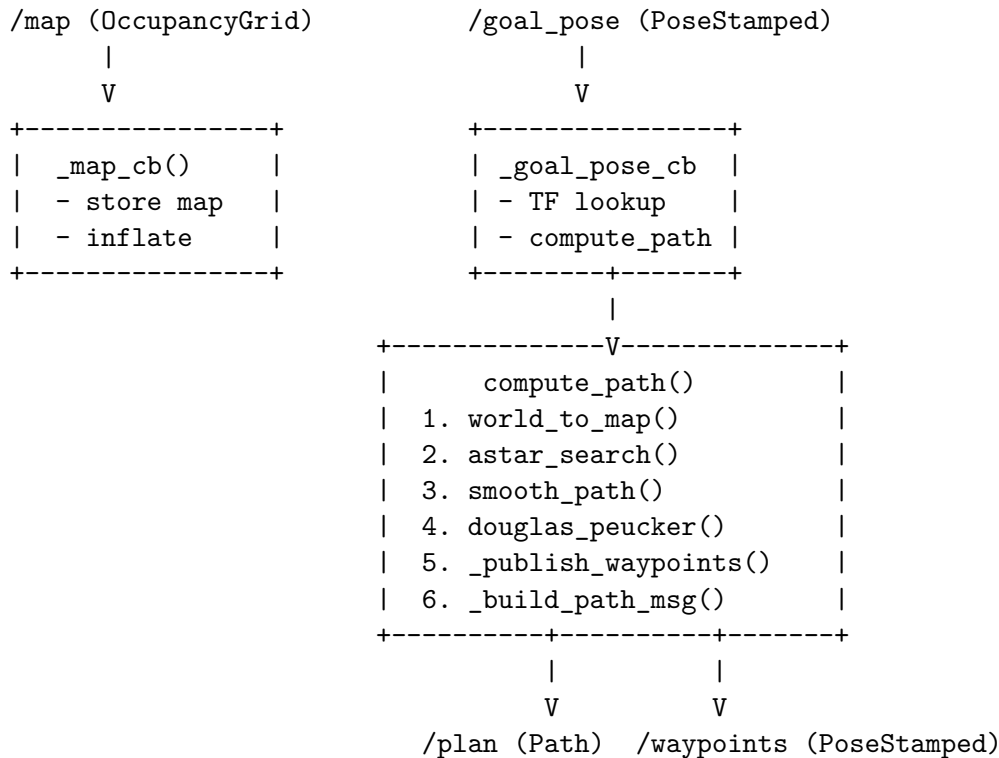 /map (OccupancyGrid) /goal_pose (PoseStamped)
| |
V V
+----------------+ +----------------+
| _map_cb() | | _goal_pose_cb |
| - store map | | - TF lookup |
| - inflate | | - compute_path |
+----------------+ +--------+-------+
|
+--------------V--------------+
| compute_path() |
| 1. world_to_map() |
| 2. astar_search() |
| 3. smooth_path() |
| 4. douglas_peucker() |
| 5. _publish_waypoints() |
| 6. _build_path_msg() |
+----------+----------+-------+
| |
V V
/plan (Path) /waypoints (PoseStamped)